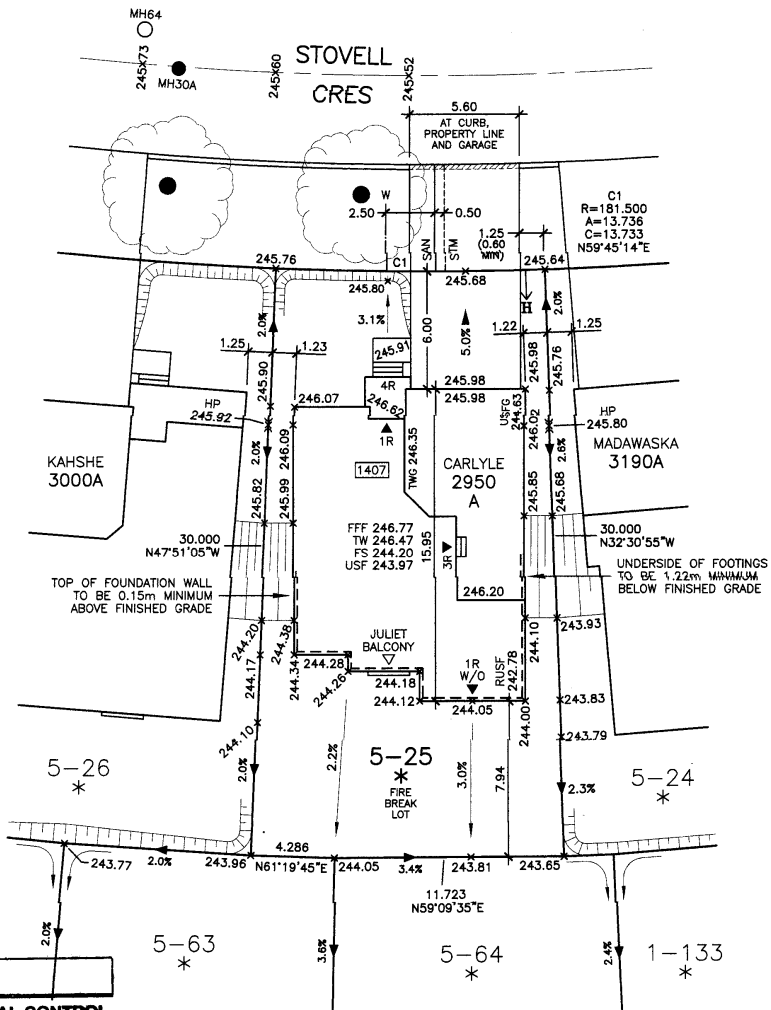 MH64
STOVELL
CRES
245x73
MH30A
245x60
245x52
5.60
AT CURB,
PROPERTY LINE
AND GARAGE
W
2.50
0.50
SAN
STM
1.25
(0.60
MIN)
C1
R=181.500
A=13.736
C=13.733
N59°45'14"E
245.76
C1
245.68
245.64
245.80
H
2.0%
3.1%
6.00
5.0%
2.0%
1.25
1.23
1.22
1.25
245.91
245.90
4R
245.98
245.98
245.98
245.76
246.07
246.62
USFG
244.63
HP
245.92
1R
246.02
HP
245.80
2.0%
246.09
TWG 246.35
2.6%
KAHSHE
3000A
1407
CARLYLE
2950
A
MADAWASKA
3190A
245.82
245.99
245.85
245.68
FFF 246.77
TW 246.47
FS 244.20
USF 243.97
15.95
3R
30.000
N47°51'05"W
30.000
N32°30'55"W
TOP OF FOUNDATION WALL
TO BE 0.15m MINIMUM
ABOVE FINISHED GRADE
UNDERSIDE OF FOOTINGS
TO BE 1.22m MINIMUM
BELOW FINISHED GRADE
246.20
244.20
244.38
244.10
243.93
244.17
244.34
244.28
JULIET
BALCONY
1R
W/O
RUSF
242.78
244.26
244.18
244.12
244.05
244.00
243.83
244.10
243.79
5-26
*
2.0%
2.2%
5-25
*
FIRE
BREAK
LOT
3.0%
7.94
2.3%
5-24
*
243.77
2.0%
243.96
4.286
N61°19'45"E
244.05
3.4%
243.81
243.65
11.723
N59°09'35"E
2.0%
5-63
*
3.6%
5-64
*
2.4%
1-133
*